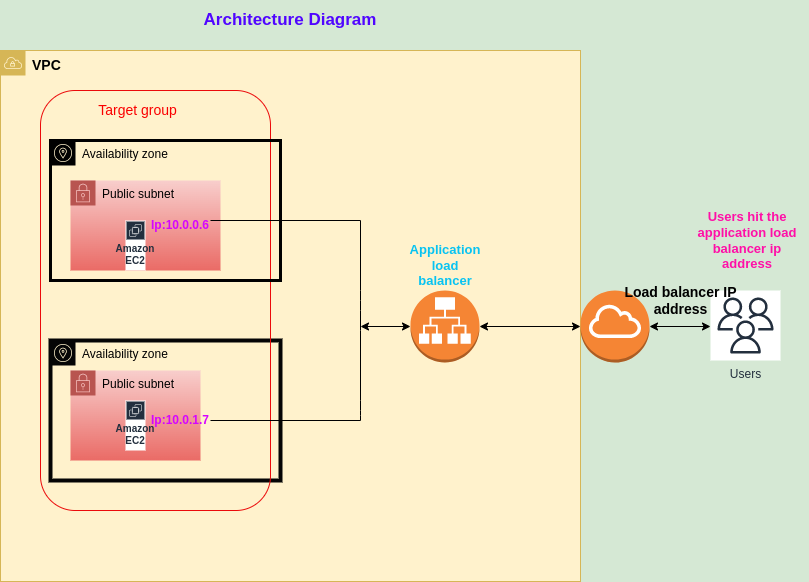 Architecture Diagram
VPC
Target group
Availability zone
Public subnet
Ip:10.0.0.6
Amazon
EC2
Availability zone
Public subnet
Ip:10.0.1.7
Amazon
EC2
Application
load
balancer
Load balancer IP
address
Users hit the
application load
balancer ip
address
Users